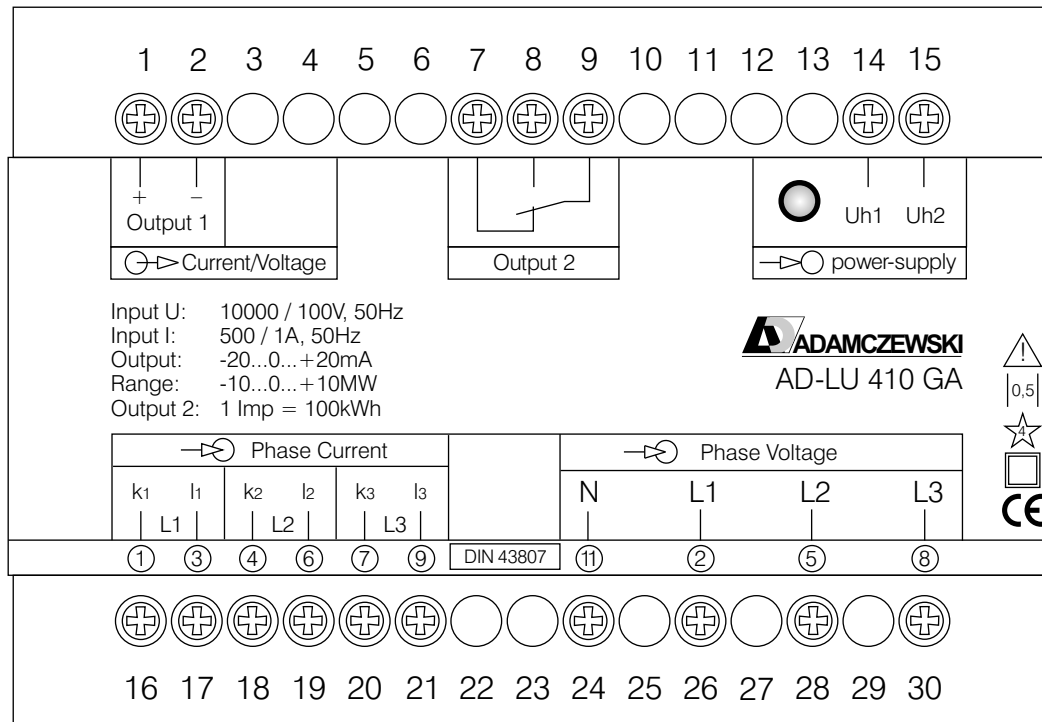 1 2 3 4 5 6 7 8 9 10 11 12 13 14 15
+ −
Output 1
Uh1 Uh2
Current/Voltage
Output 2
power-supply
Input U: 10000 / 100V, 50Hz
Input I: 500 / 1A, 50Hz
Output: -20...0...+20mA
Range: -10...0...+10MW
Output 2: 1 Imp = 100kWh
ADAMCZEWSKI
AD-LU 410 GA
!
0,5
4
CE
Phase Current
Phase Voltage
k1 l1 k2 l2 k3 l3
L1 L2 L3
N L1 L2 L3
1 3 4 6 7 9 DIN 43807 11 2 5 8
16 17 18 19 20 21 22 23 24 25 26 27 28 29 30